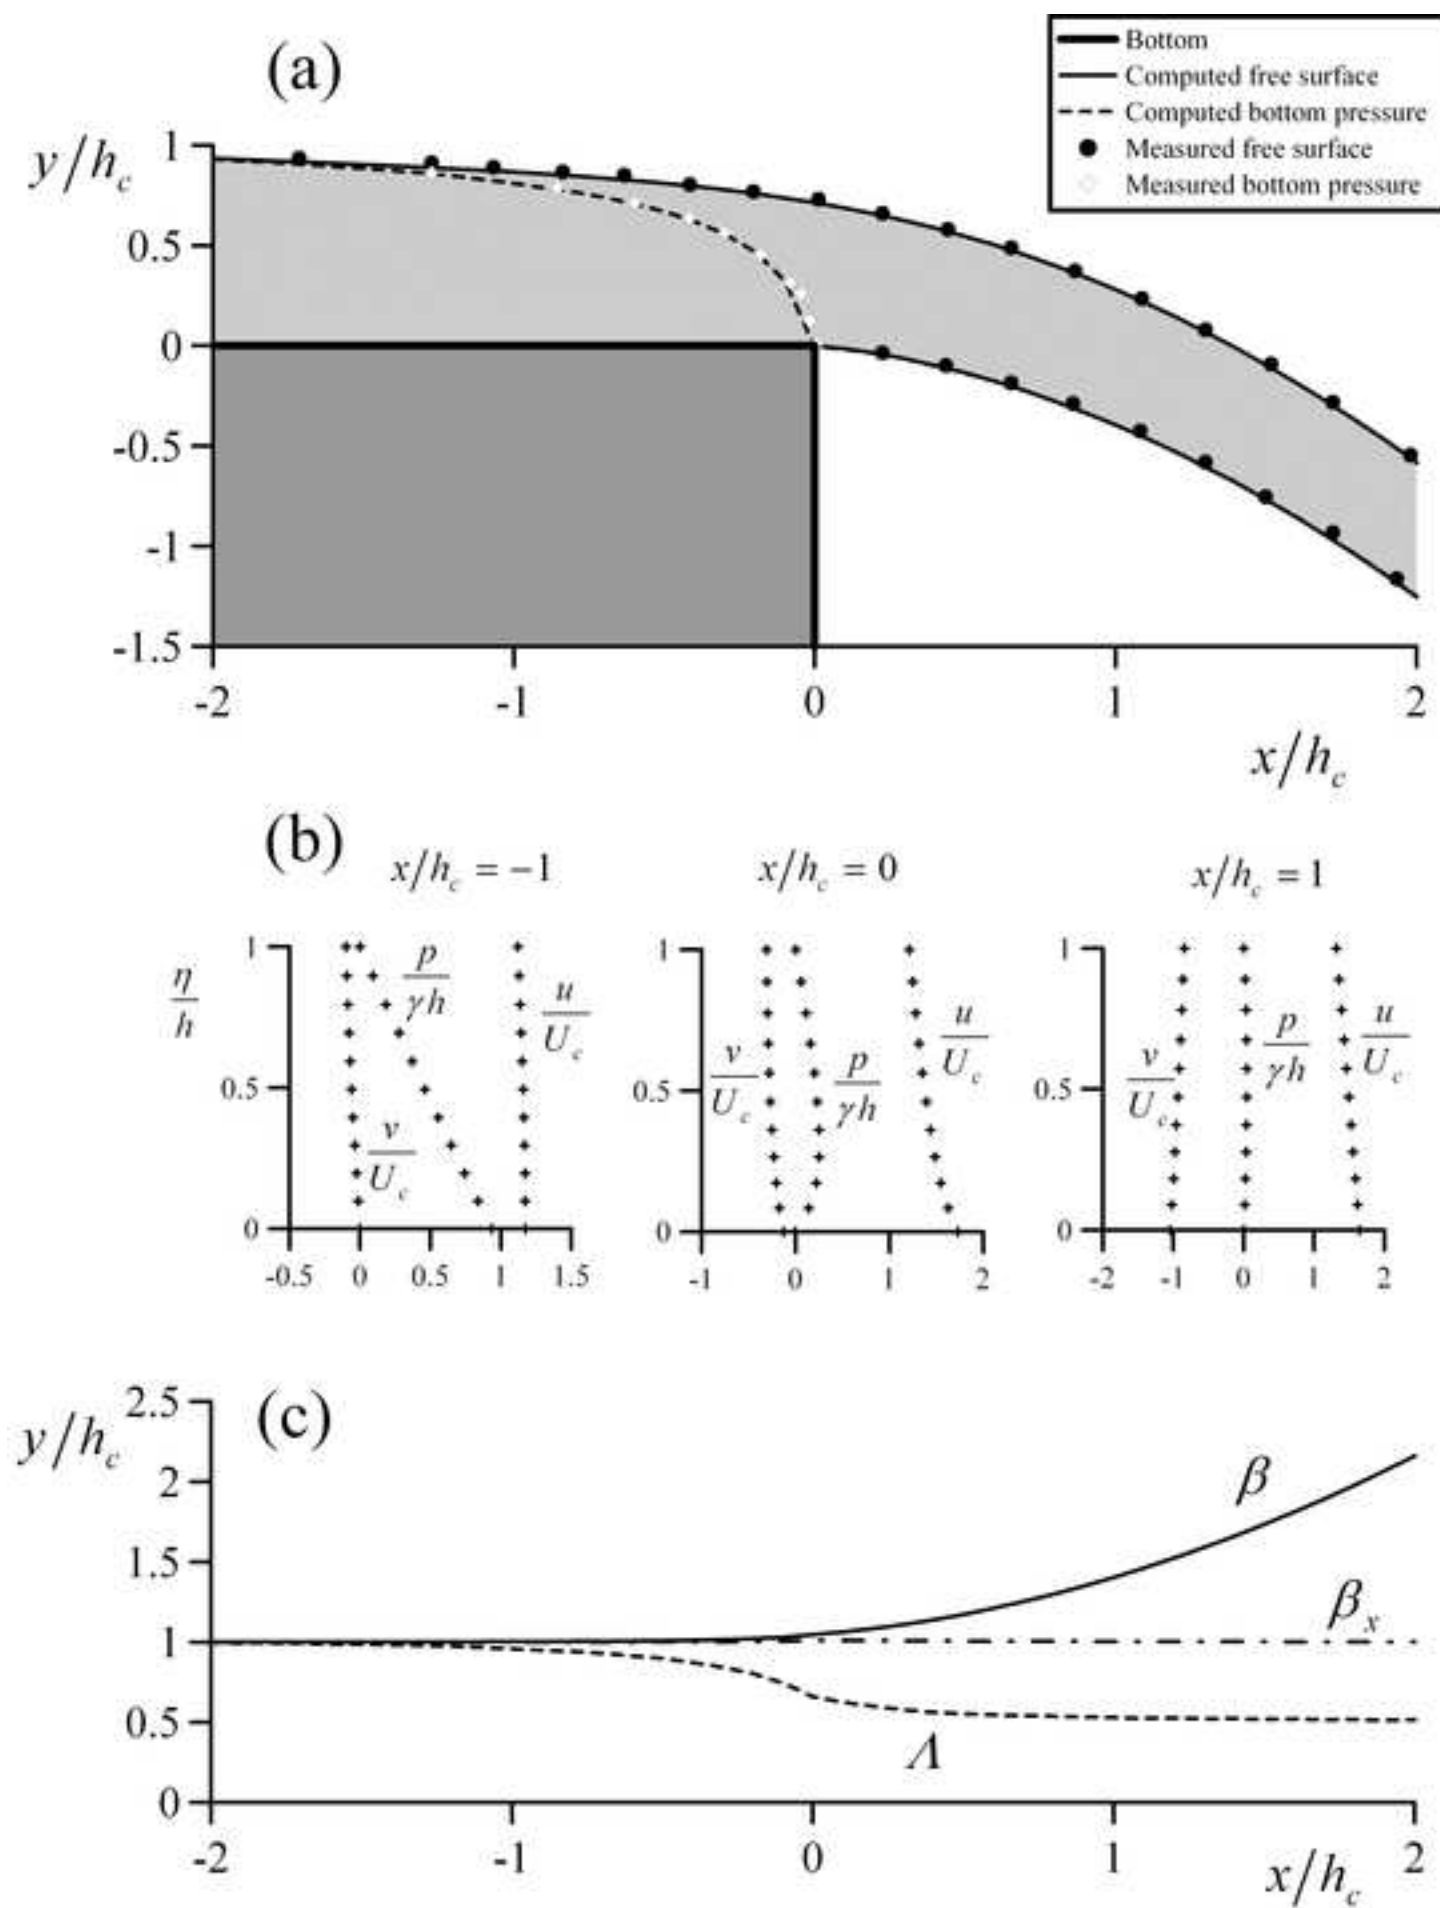 (a)
Bottom
Computed free surface
Computed bottom pressure
Measured free surface
Measured bottom pressure
y/h_c
1
0.5
0
-0.5
-1
-1.5
-2 -1 0 1 2
x/h_c
(b)
x/h_c = −1 x/h_c = 0 x/h_c = 1
η/h
1
0.5
0
p/γh
u/U_c
v/U_c
-0.5 0 0.5 1 1.5
1
0.5
0
v/U_c
p/γh
u/U_c
-1 0 1 2
1
0.5
0
v/U_c
p/γh
u/U_c
-2 -1 0 1 2
(c)
y/h_c
2.5
2
1.5
1
0.5
0
β
β_x
Λ
-2 -1 0 1 2
x/h_c